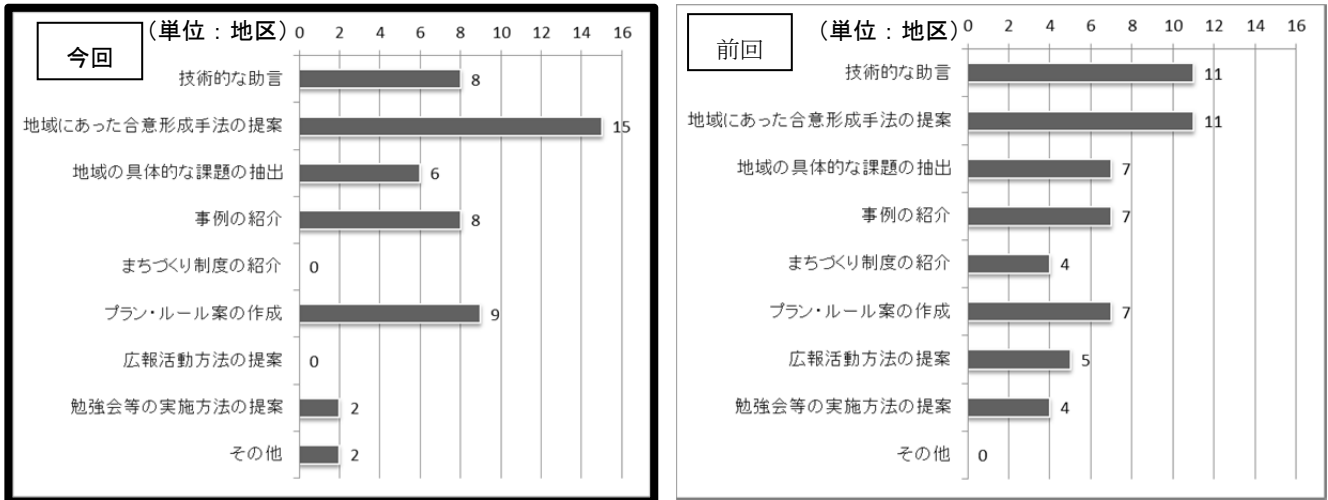 今回
(単位：地区)
0 2 4 6 8 10 12 14 16
技術的な助言 8
地域にあった合意形成手法の提案 15
地域の具体的な課題の抽出 6
事例の紹介 8
まちづくり制度の紹介 0
プラン・ルール案の作成 9
広報活動方法の提案 0
勉強会等の実施方法の提案 2
その他 2
前回
(単位：地区)
0 2 4 6 8 10 12 14 16
技術的な助言 11
地域にあった合意形成手法の提案 11
地域の具体的な課題の抽出 7
事例の紹介 7
まちづくり制度の紹介 4
プラン・ルール案の作成 7
広報活動方法の提案 5
勉強会等の実施方法の提案 4
その他 0